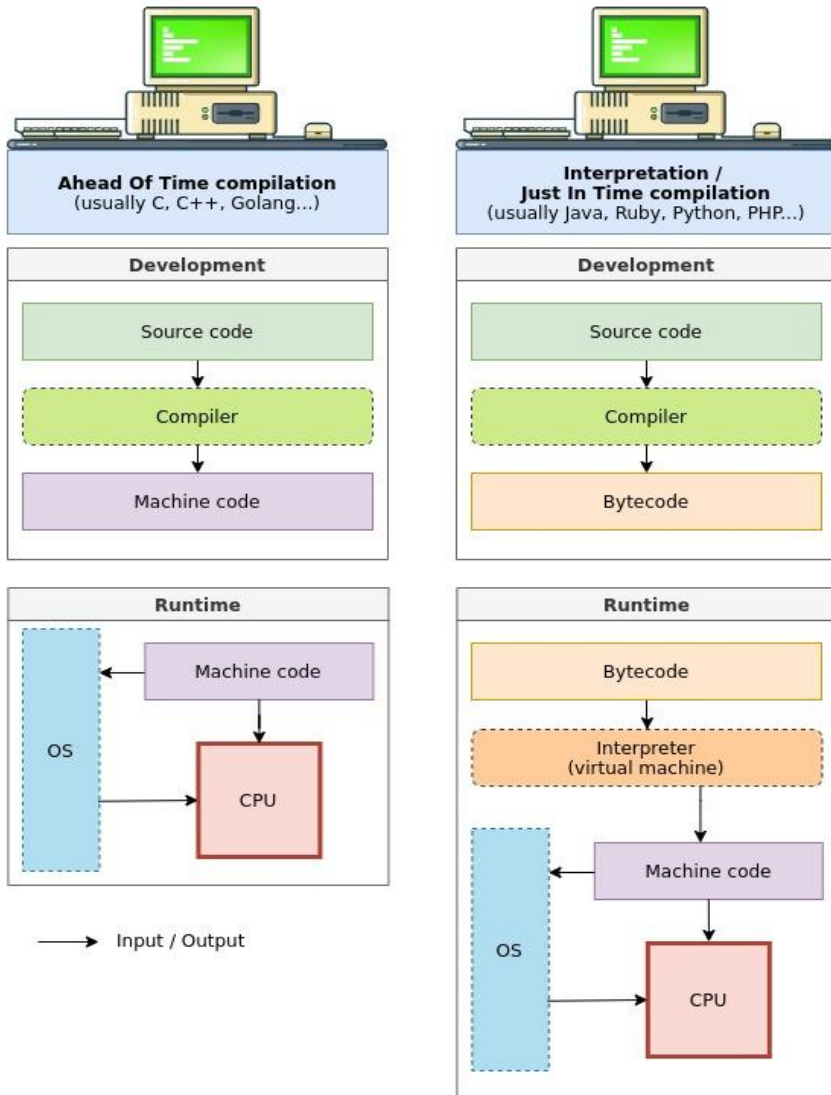 Ahead Of Time compilation
(usually C, C++, Golang...)
Development
Source code
Compiler
Machine code
Runtime
Machine code
OS
CPU
Input / Output
Interpretation /
Just In Time compilation
(usually Java, Ruby, Python, PHP...)
Development
Source code
Compiler
Bytecode
Runtime
Bytecode
Interpreter
(virtual machine)
Machine code
OS
CPU